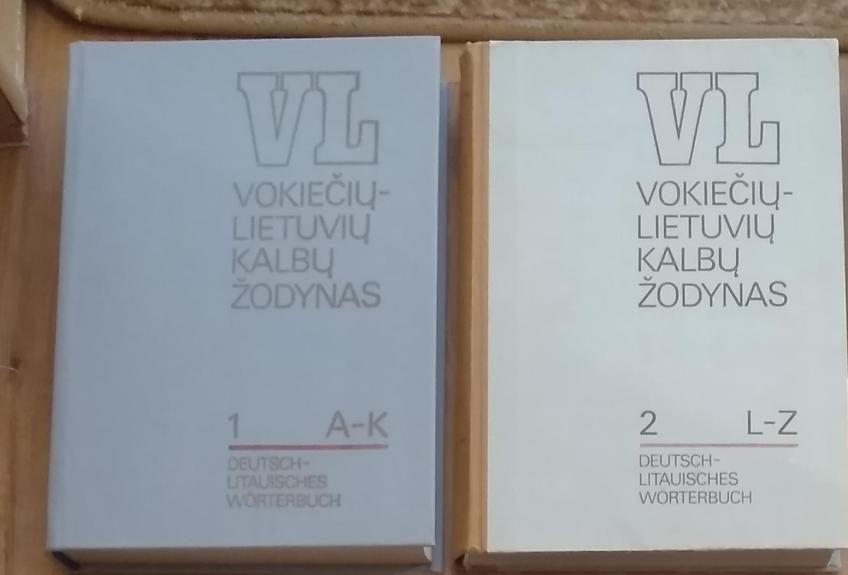 VL
VOKIEČIŲ-
LIETUVIŲ
KALBŲ
ŽODYNAS
1 A-K
DEUTSCH-
LITAUISCHES
WÖRTERBUCH
VL
VOKIEČIŲ-
LIETUVIŲ
KALBŲ
ŽODYNAS
2 L-Z
DEUTSCH-
LITAUISCHES
WÖRTERBUCH